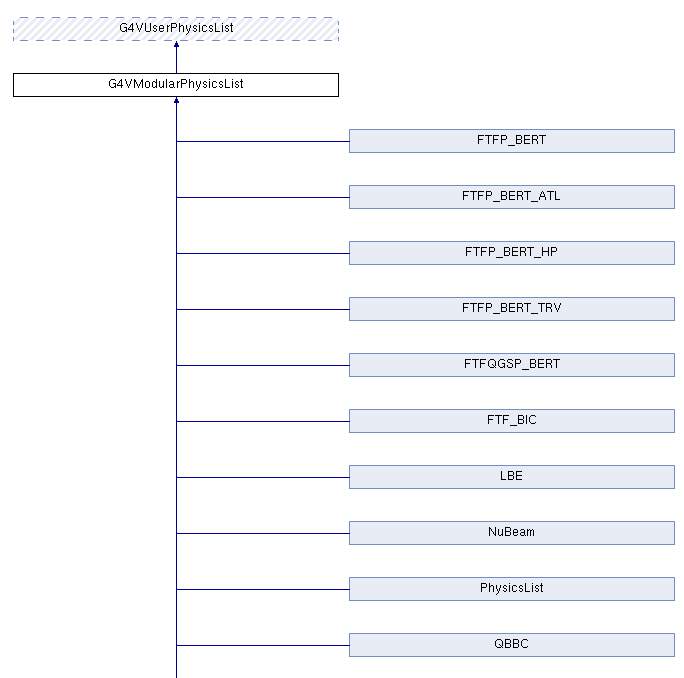 G4VUserPhysicsList
G4VModularPhysicsList
FTFP_BERT
FTFP_BERT_ATL
FTFP_BERT_HP
FTFP_BERT_TRV
FTFQGSP_BERT
FTF_BIC
LBE
NuBeam
PhysicsList
QBBC